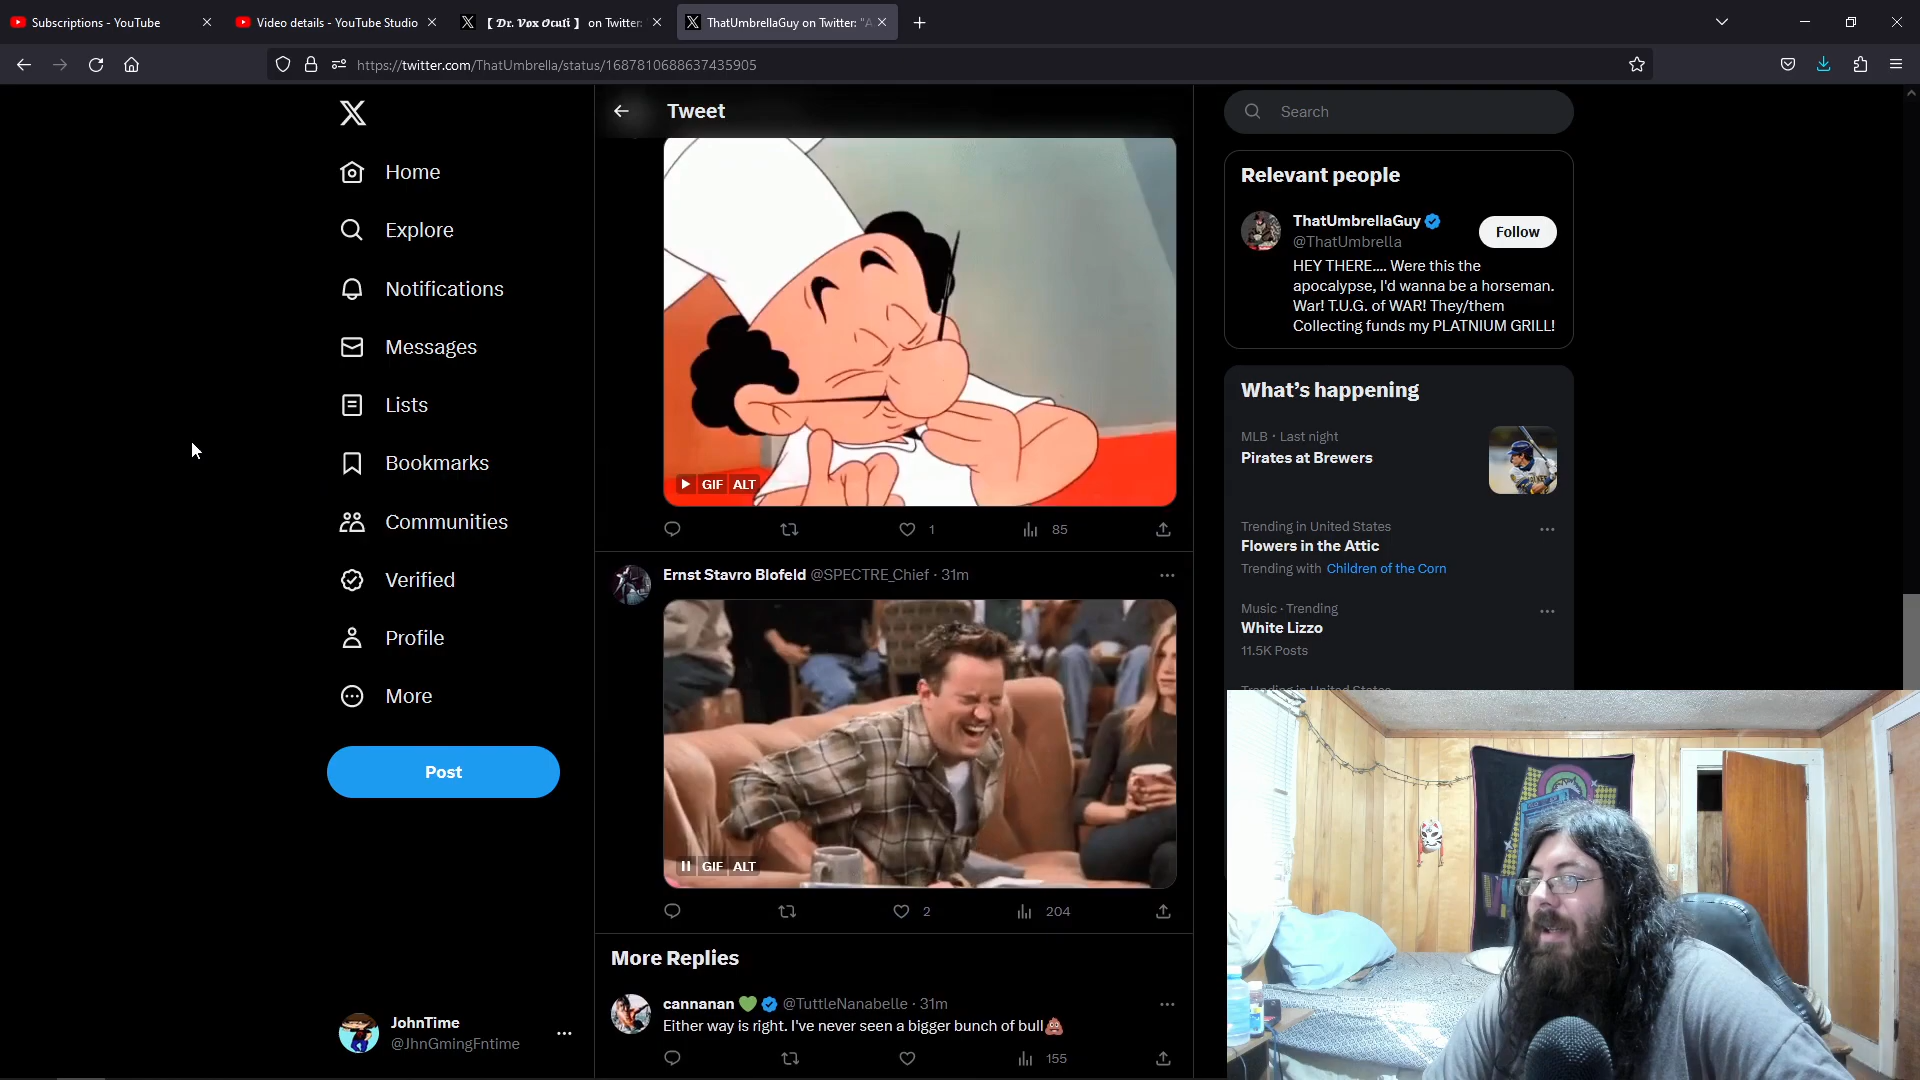 Subscriptions - YouTube
Video details - YouTube Studio
【 𝓓𝓻. 𝓥𝓸𝔁 𝓞𝓬𝓾𝓵𝓲 】 on Twitter:
ThatUmbrellaGuy on Twitter: "A
https://twitter.com/ThatUmbrella/status/1687810688637435905
Home
Explore
Notifications
Messages
Lists
Bookmarks
Communities
Verified
Profile
More
Post
JohnTime
@JhnGmingFntime
Tweet
GIF ALT
1
85
Ernst Stavro Blofeld @SPECTRE_Chief · 31m
GIF ALT
2
204
More Replies
cannanan 💚 @TuttleNanabelle · 31m
Either way is right. I've never seen a bigger bunch of bull💩
155
Search
Relevant people
ThatUmbrellaGuy
@ThatUmbrella
Follow
HEY THERE.... Were this the
apocalypse, I'd wanna be a horseman.
War! T.U.G. of WAR! They/them
Collecting funds my PLATNIUM GRILL!
What's happening
MLB · Last night
Pirates at Brewers
Trending in United States
Flowers in the Attic
Trending with Children of the Corn
Music · Trending
White Lizzo
11.5K Posts
Trending in United States